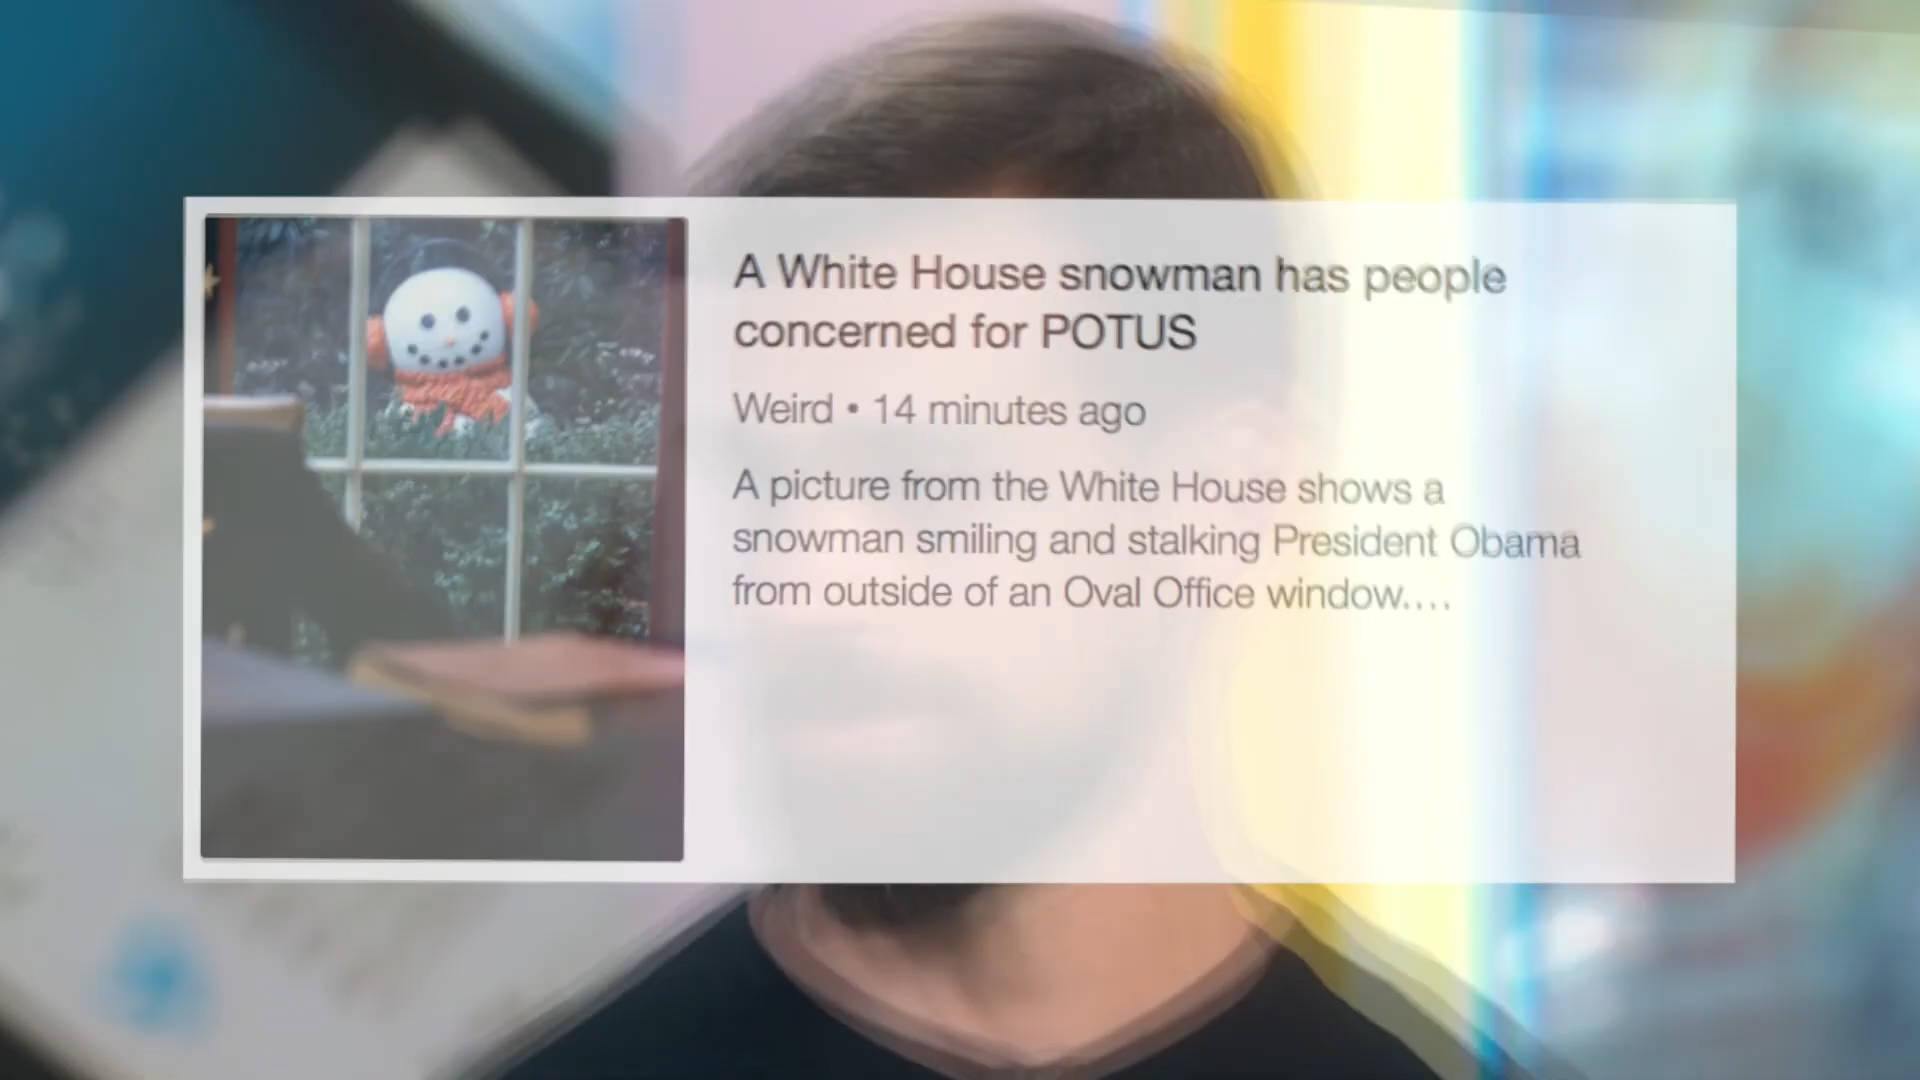 A White House snowman has people
concerned for POTUS
Weird • 14 minutes ago
A picture from the White House shows a
snowman smiling and stalking President Obama
from outside of an Oval Office window....